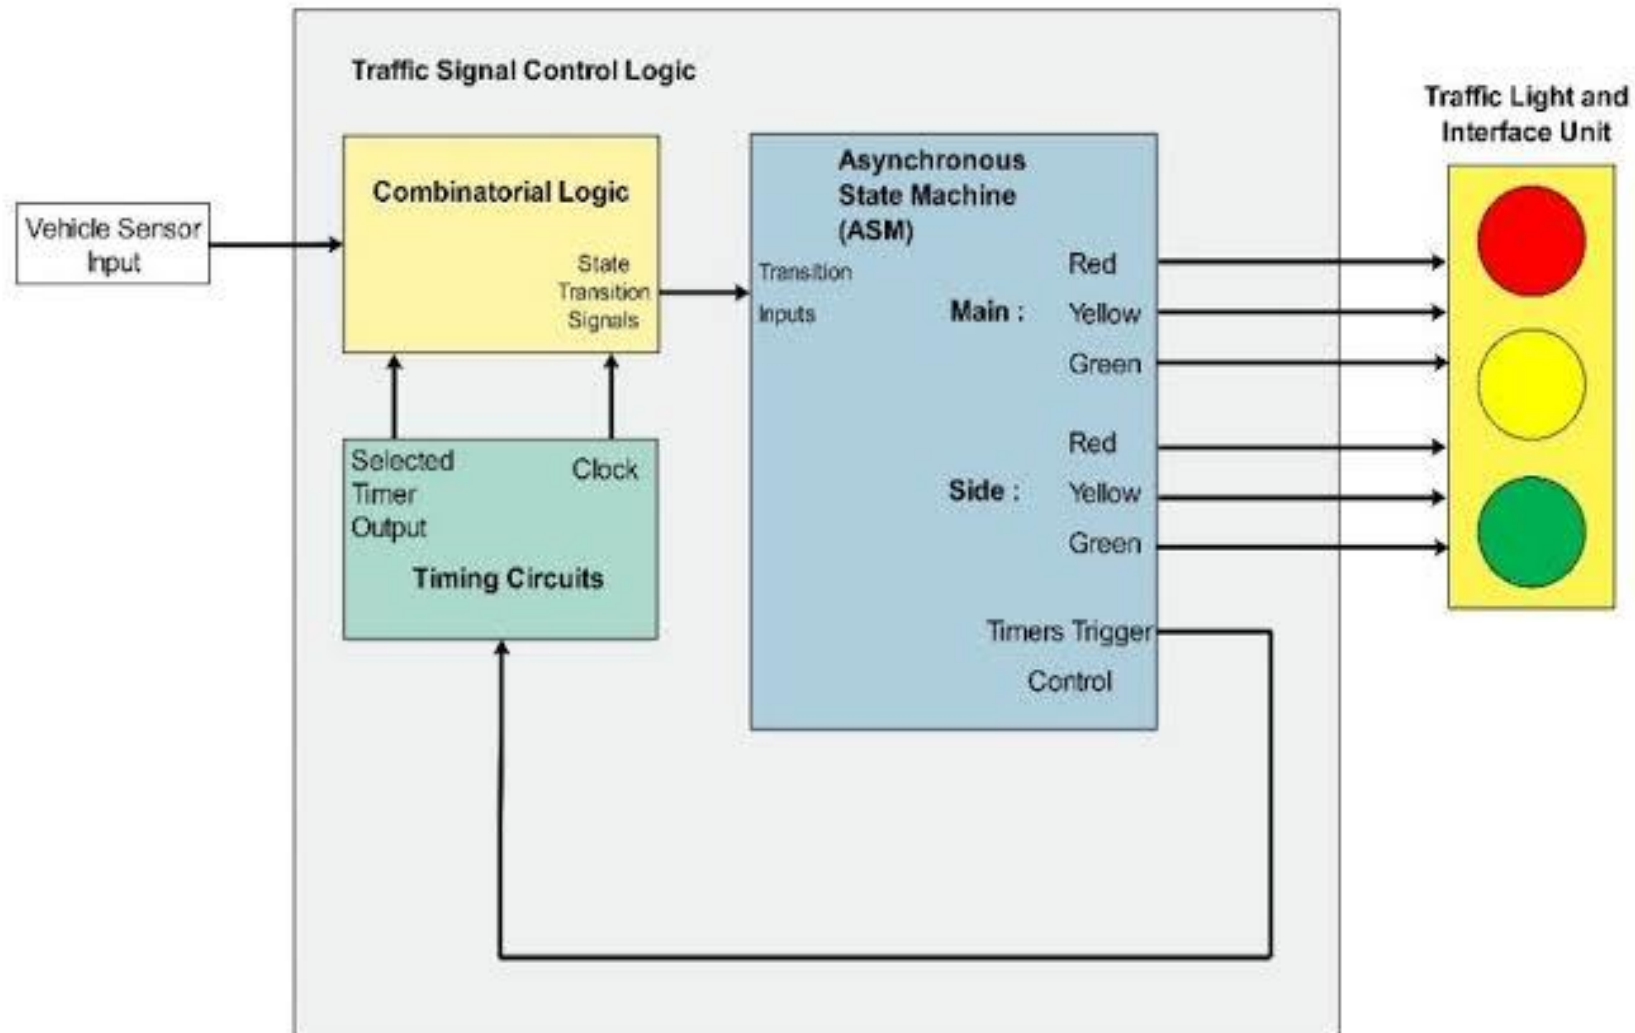 Traffic Signal Control Logic
Traffic Light and
Interface Unit
Vehicle Sensor
Input
Combinatorial Logic
State
Transition
Signals
Asynchronous
State Machine
(ASM)
Transition
Inputs
Red
Main :
Yellow
Green
Red
Side :
Yellow
Green
Timers Trigger
Control
Selected
Timer
Output
Clock
Timing Circuits